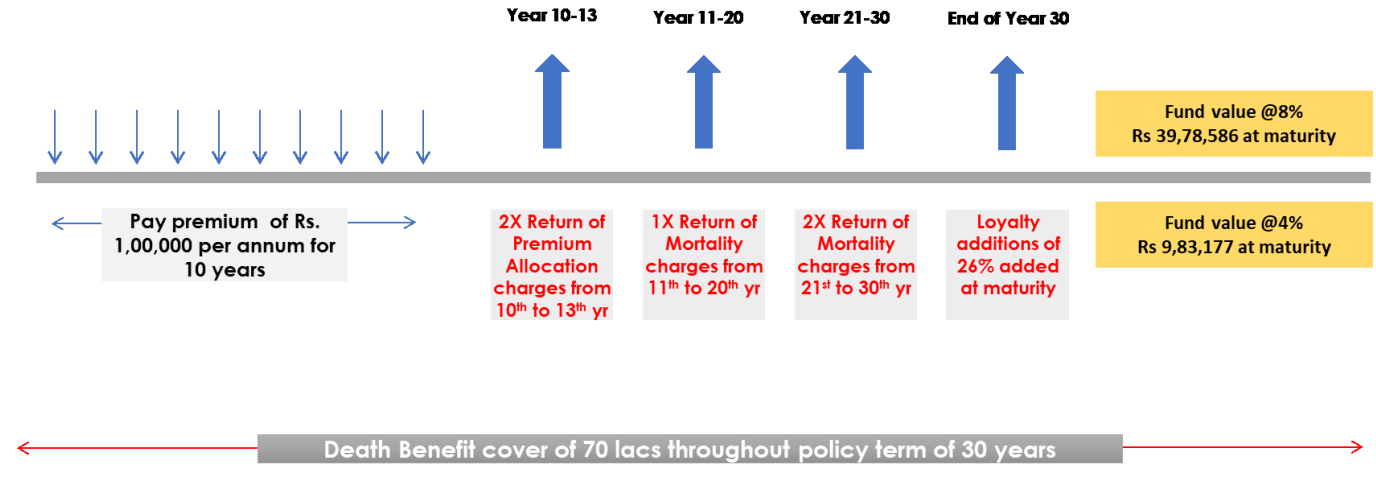 Year 10-13
Year 11-20
Year 21-30
End of Year 30
Fund value @8%
Rs 39,78,586 at maturity
Pay premium of Rs.
1,00,000 per annum for
10 years
2X Return of
Premium
Allocation
charges from
10th to 13th yr
1X Return of
Mortality
charges from
11th to 20th yr
2X Return of
Mortality
charges from
21st to 30th yr
Loyalty
additions of
26% added
at maturity
Fund value @4%
Rs 9,83,177 at maturity
Death Benefit cover of 70 lacs throughout policy term of 30 years